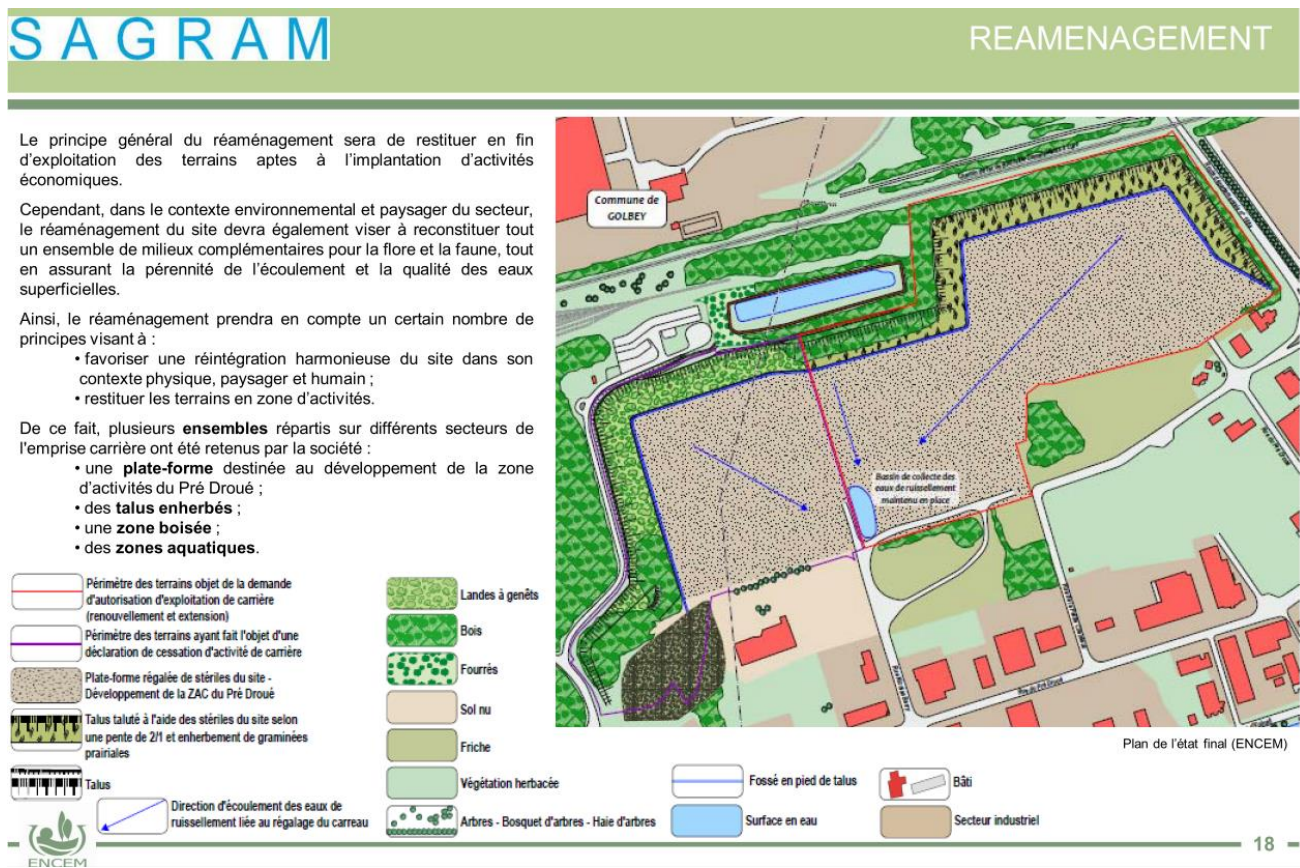 SAGRAM
REAMENAGEMENT
Le principe général du réaménagement sera de restituer en fin
d'exploitation des terrains aptes à l'implantation d'activités
économiques.
Cependant, dans le contexte environnemental et paysager du secteur,
le réaménagement du site devra également viser à reconstituer tout
un ensemble de milieux complémentaires pour la flore et la faune, tout
en assurant la pérennité de l'écoulement et la qualité des eaux
superficielles.
Ainsi, le réaménagement prendra en compte un certain nombre de
principes visant à :
• favoriser une réintégration harmonieuse du site dans son
contexte physique, paysager et humain ;
• restituer les terrains en zone d'activités.
De ce fait, plusieurs ensembles répartis sur différents secteurs de
l'emprise carrière ont été retenus par la société :
• une plate-forme destinée au développement de la zone
d'activités du Pré Droué ;
• des talus enherbés ;
• une zone boisée ;
• des zones aquatiques.
Commune de
GOLBEY
Bassin de collecte des
eaux de ruissellement
maintenu en place
Rue du Pré Droué
Plan de l'état final (ENCEM)
Périmètre des terrains objet de la demande
d'autorisation d'exploitation de carrière
(renouvellement et extension)
Périmètre des terrains ayant fait l'objet d'une
déclaration de cessation d'activité de carrière
Plate-forme régalée de stériles du site -
Développement de la ZAC du Pré Droué
Talus taluté à l'aide des stériles du site selon
une pente de 2/1 et enherbement de graminées
prairiales
Talus
Direction d'écoulement des eaux de
ruissellement liée au régalage du carreau
Landes à genêts
Bois
Fourrés
Sol nu
Friche
Végétation herbacée
Arbres - Bosquet d'arbres - Haie d'arbres
Fossé en pied de talus
Surface en eau
Bâti
Secteur industriel
ENCEM
18